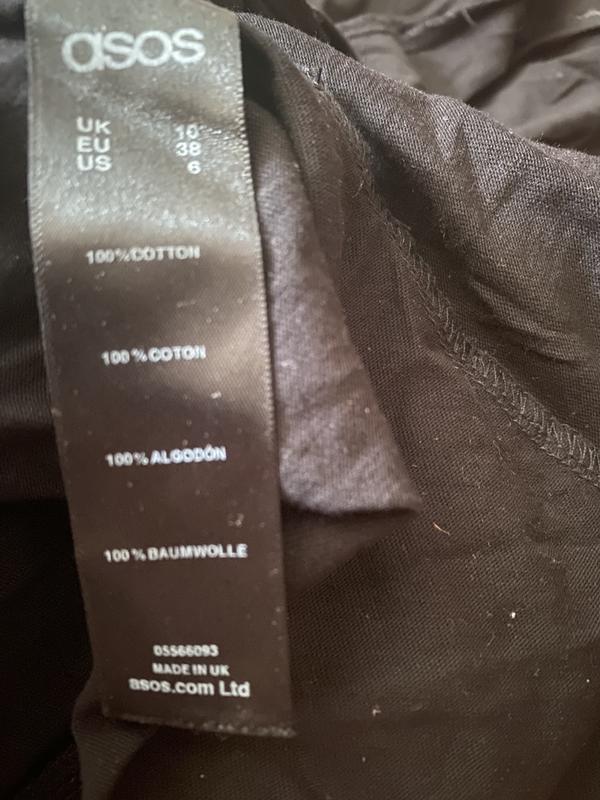 asos
UK 10
EU 38
US 6
100%COTTON
100%COTON
100%ALGODÓN
100%BAUMWOLLE
05566093
MADE IN UK
asos.com Ltd